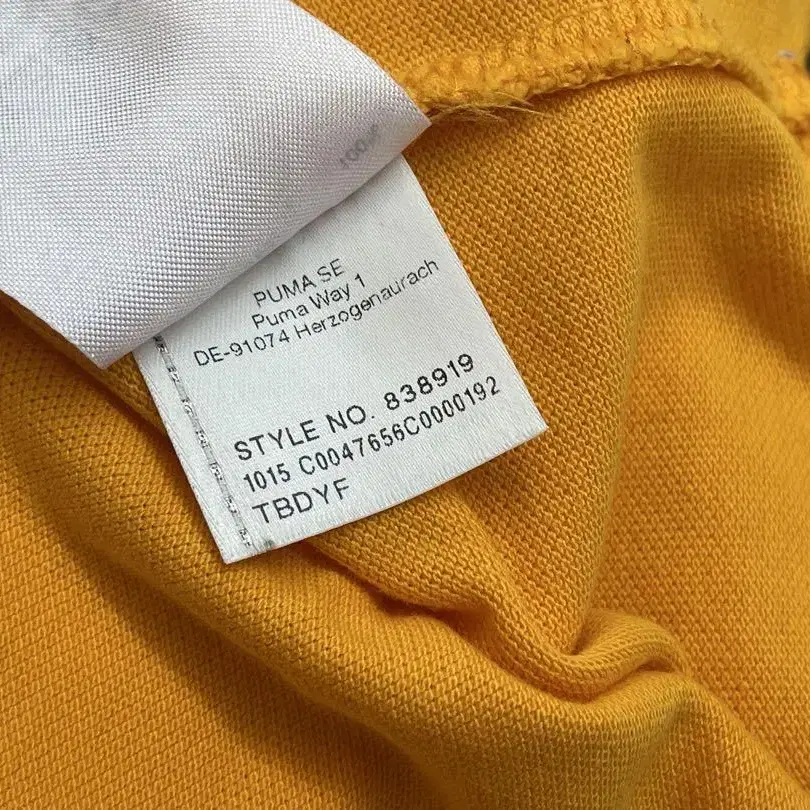 PUMA SE
Puma Way 1
DE-91074 Herzogenaurach
STYLE NO. 838919
1015 C0047656C0000192
TBDYF